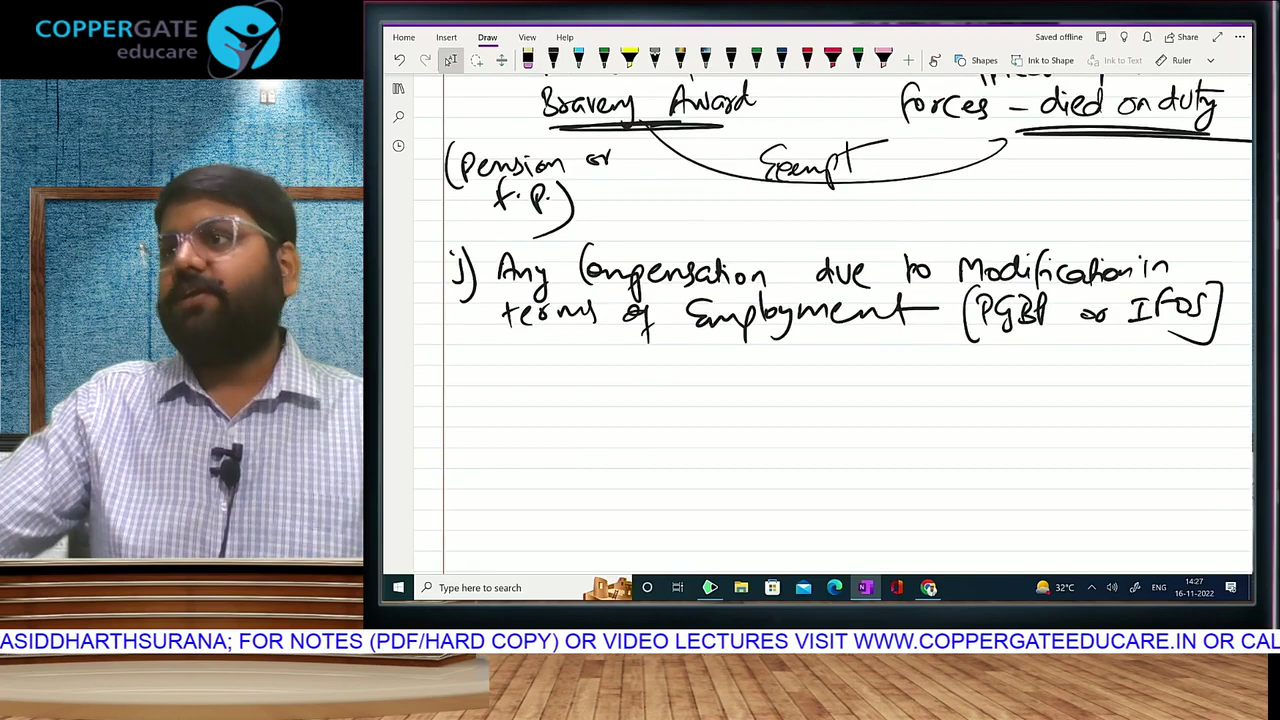 COPPERGATE
educare
Home Insert Draw View Help
Saved offline
Share
Shapes
Ink to Shape
Ink to Text
Ruler
Bravery Award
forces - died on duty
(Pension or
f.p.)
Exempt
j) Any Compensation due to Modification in
terms of Employment [PGBP or IFOS]
Type here to search
32°C
ENG
14:27
16-11-2022
ASIDDHARTHSURANA; FOR NOTES (PDF/HARD COPY) OR VIDEO LECTURES VISIT WWW.COPPERGATEEDUCARE.IN OR CAL